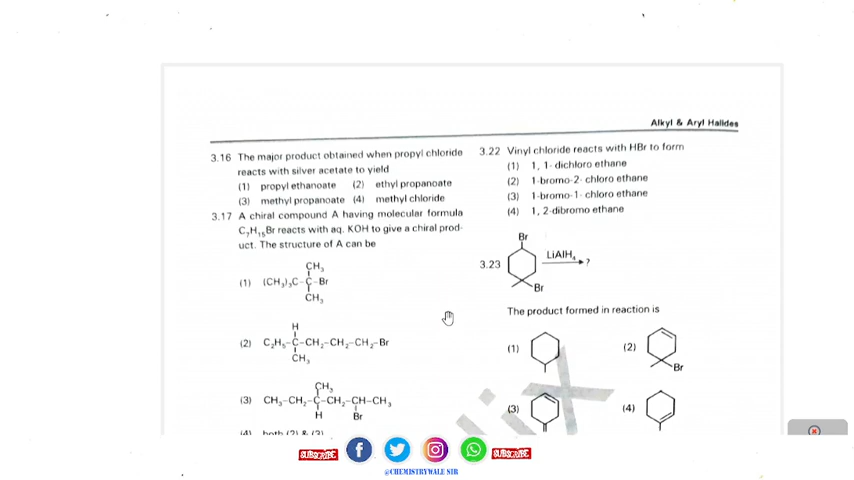 Alkyl & Aryl Halides
3.16 The major product obtained when propyl chloride
reacts with silver acetate to yield
(1) propyl ethanoate (2) ethyl propanoate
(3) methyl propanoate (4) methyl chloride
3.17 A chiral compound A having molecular formula
C₇H₁₅Br reacts with aq. KOH to give a chiral prod-
uct. The structure of A can be
CH₃
(1) (CH₃)₃C-C-Br
CH₃
H
(2) C₂H₅-C-CH₂-CH₂-CH₂-Br
CH₃
CH₃
(3) CH₃-CH₂-C-CH₂-CH-CH₃
H Br
(4) both (2) & (3)
3.22 Vinyl chloride reacts with HBr to form
(1) 1, 1- dichloro ethane
(2) 1-bromo-2- chloro ethane
(3) 1-bromo-1- chloro ethane
(4) 1, 2-dibromo ethane
Br
3.23 LiAlH₄ ?
Br
The product formed in reaction is
(1) (2)
Br
(3) (4)
SUBSCRIBE SUBSCRIBE
@CHEMISTRYWALE SIR